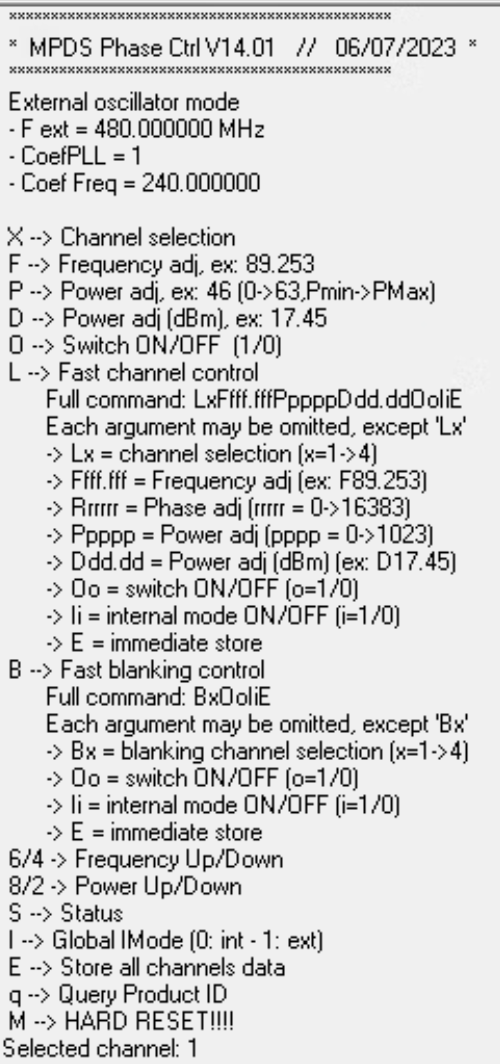 ****************************************************
* MPDS Phase Ctrl V14.01 // 06/07/2023 *
****************************************************
External oscillator mode
- F ext = 480.000000 MHz
- CoefPLL = 1
- Coef Freq = 240.000000
X --> Channel selection
F --> Frequency adj, ex: 89.253
P --> Power adj, ex: 46 (0->63,Pmin->PMax)
D --> Power adj (dBm), ex: 17.45
O --> Switch ON/OFF (1/0)
L --> Fast channel control
Full command: LxFfff.fffPppppDdd.ddOoIiE
Each argument may be omitted, except 'Lx'
-> Lx = channel selection (x=1->4)
-> Ffff.fff = Frequency adj (ex: F89.253)
-> Rrrrrr = Phase adj (rrrrr = 0->16383)
-> Ppppp = Power adj (pppp = 0->1023)
-> Ddd.dd = Power adj (dBm) (ex: D17.45)
-> Oo = switch ON/OFF (o=1/0)
-> Ii = internal mode ON/OFF (i=1/0)
-> E = immediate store
B --> Fast blanking control
Full command: BxOoIiE
Each argument may be omitted, except 'Bx'
-> Bx = blanking channel selection (x=1->4)
-> Oo = switch ON/OFF (o=1/0)
-> Ii = internal mode ON/OFF (i=1/0)
-> E = immediate store
6/4 -> Frequency Up/Down
8/2 -> Power Up/Down
S --> Status
I --> Global IMode (0: int - 1: ext)
E --> Store all channels data
q --> Query Product ID
M --> HARD RESET!!!!
Selected channel: 1